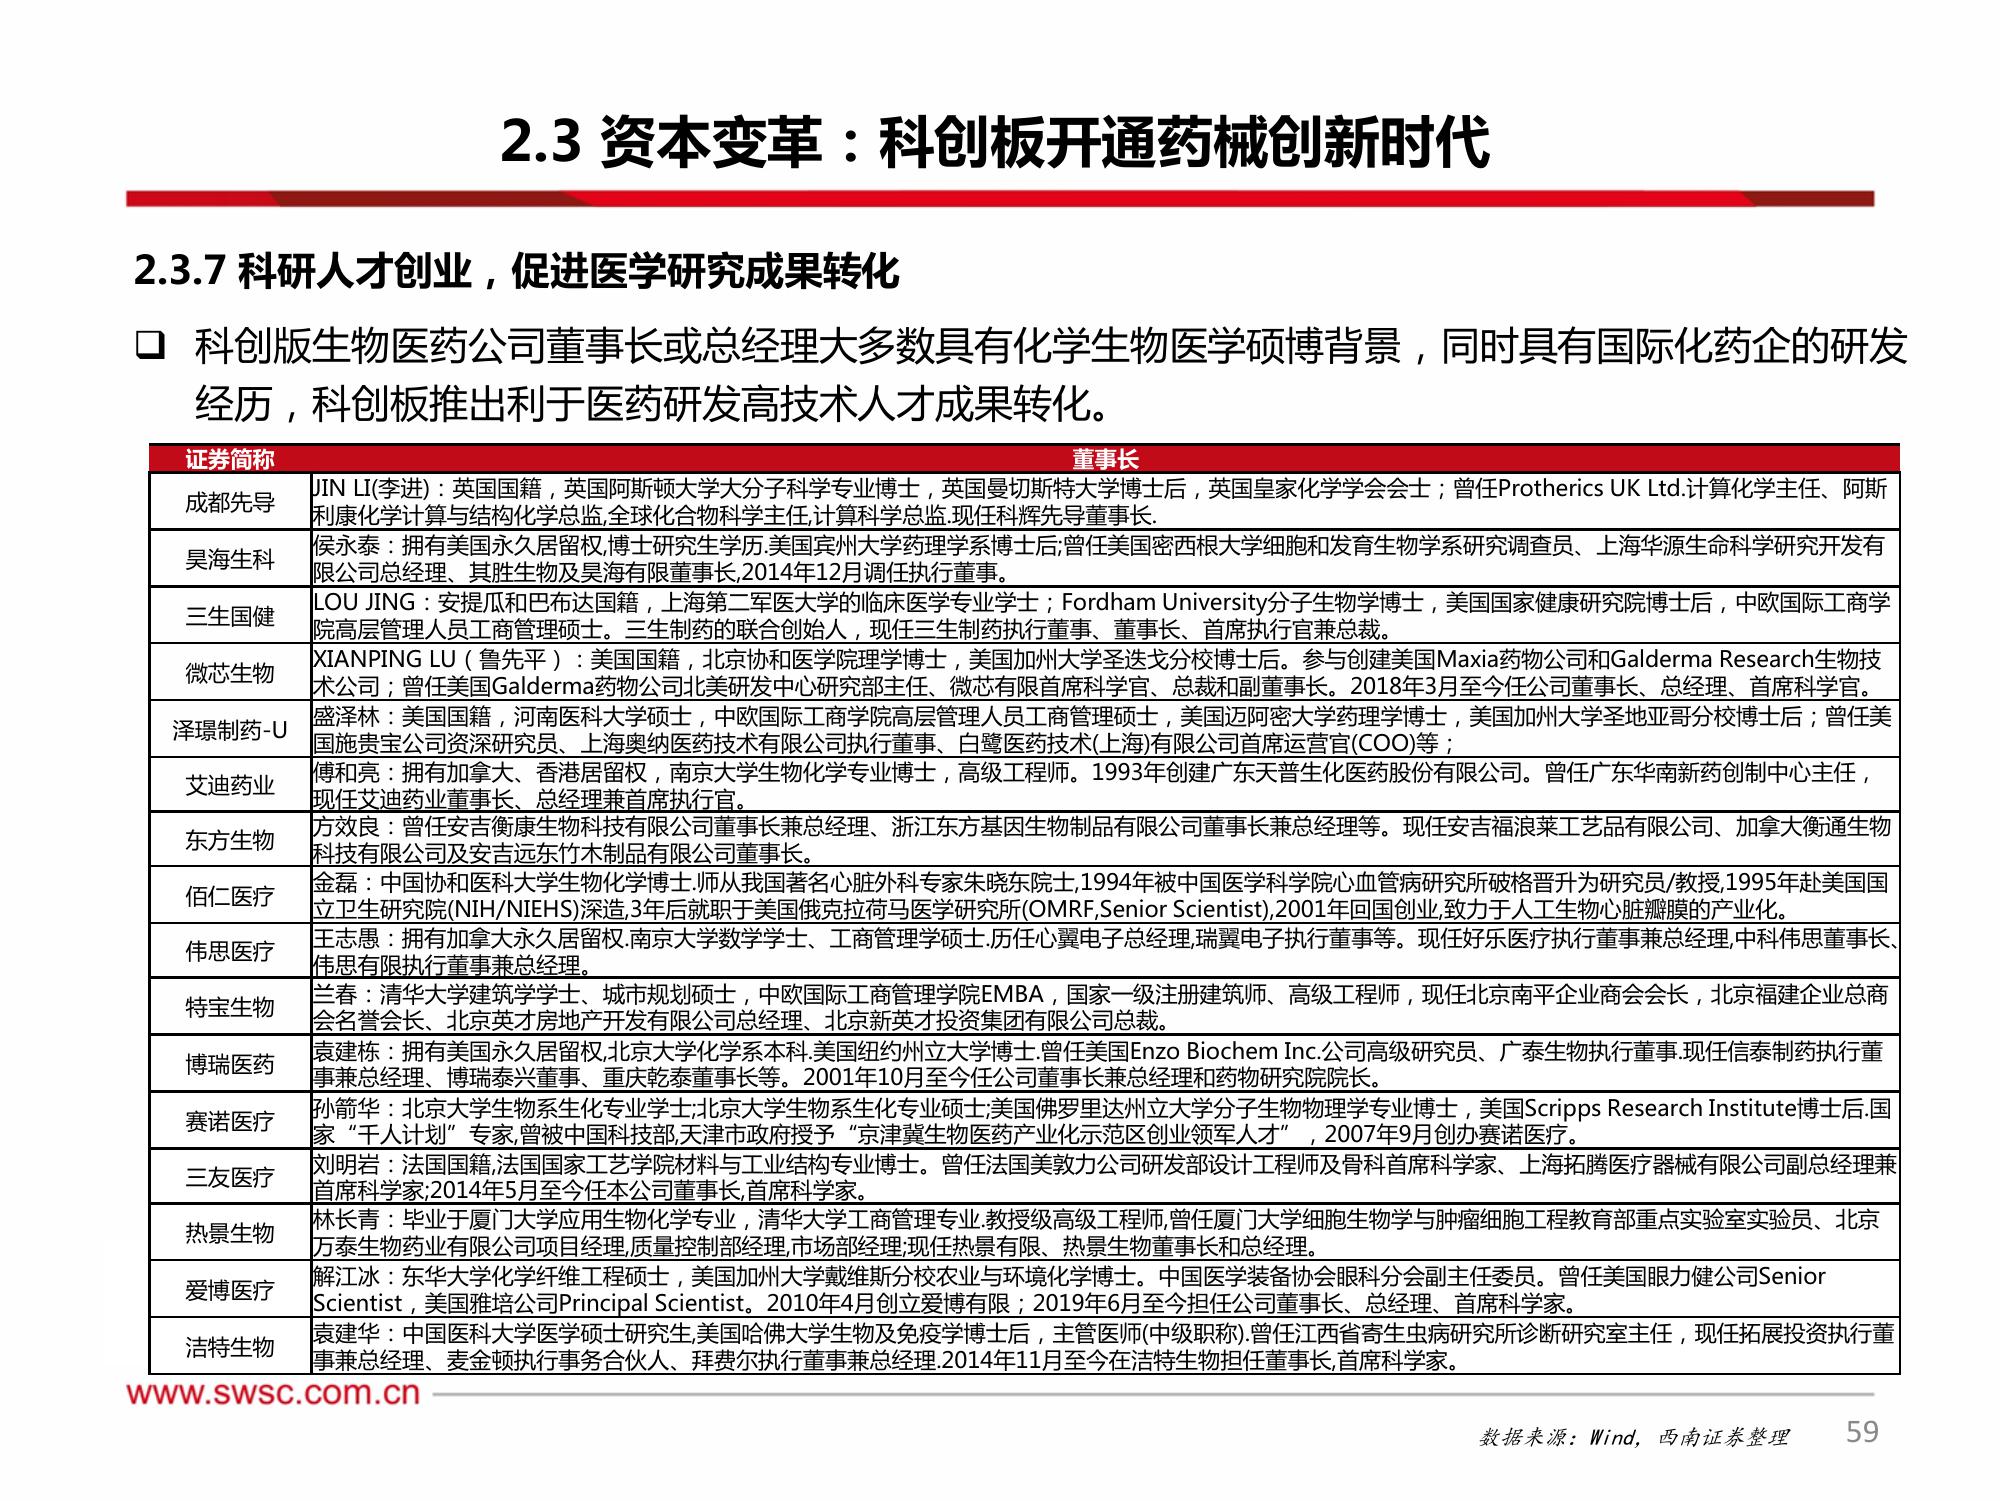 2.3 资本变革：科创板开通药械创新时代
2.3.7 科研人才创业，促进医学研究成果转化
❑ 科创版生物医药公司董事长或总经理大多数具有化学生物医学硕博背景，同时具有国际化药企的研发
经历，科创板推出利于医药研发高技术人才成果转化。
证券简称 董事长
成都先导 JIN LI(李进)：英国国籍，英国阿斯顿大学大分子科学专业博士，英国曼切斯特大学博士后，英国皇家化学学会会士；曾任Protherics UK Ltd.计算化学主任、阿斯
利康化学计算与结构化学总监,全球化合物科学主任,计算科学总监.现任科辉先导董事长.
昊海生科 侯永泰：拥有美国永久居留权,博士研究生学历.美国宾州大学药理学系博士后;曾任美国密西根大学细胞和发育生物学系研究调查员、上海华源生命科学研究开发有
限公司总经理、其胜生物及昊海有限董事长,2014年12月调任执行董事。
三生国健 LOU JING：安提瓜和巴布达国籍，上海第二军医大学的临床医学专业学士；Fordham University分子生物学博士，美国国家健康研究院博士后，中欧国际工商学
院高层管理人员工商管理硕士。三生制药的联合创始人，现任三生制药执行董事、董事长、首席执行官兼总裁。
微芯生物 XIANPING LU（鲁先平）：美国国籍，北京协和医学院理学博士，美国加州大学圣迭戈分校博士后。参与创建美国Maxia药物公司和Galderma Research生物技
术公司；曾任美国Galderma药物公司北美研发中心研究部主任、微芯有限首席科学官、总裁和副董事长。2018年3月至今任公司董事长、总经理、首席科学官。
泽璟制药-U 盛泽林：美国国籍，河南医科大学硕士，中欧国际工商学院高层管理人员工商管理硕士，美国迈阿密大学药理学博士，美国加州大学圣地亚哥分校博士后；曾任美
国施贵宝公司资深研究员、上海奥纳医药技术有限公司执行董事、白鹭医药技术(上海)有限公司首席运营官(COO)等；
艾迪药业 傅和亮：拥有加拿大、香港居留权，南京大学生物化学专业博士，高级工程师。1993年创建广东天普生化医药股份有限公司。曾任广东华南新药创制中心主任，
现任艾迪药业董事长、总经理兼首席执行官。
东方生物 方效良：曾任安吉衡康生物科技有限公司董事长兼总经理、浙江东方基因生物制品有限公司董事长兼总经理等。现任安吉福浪莱工艺品有限公司、加拿大衡通生物
科技有限公司及安吉远东竹木制品有限公司董事长。
佰仁医疗 金磊：中国协和医科大学生物化学博士.师从我国著名心脏外科专家朱晓东院士,1994年被中国医学科学院心血管病研究所破格晋升为研究员/教授,1995年赴美国国
立卫生研究院(NIH/NIEHS)深造,3年后就职于美国俄克拉荷马医学研究所(OMRF,Senior Scientist),2001年回国创业,致力于人工生物心脏瓣膜的产业化。
伟思医疗 王志愚：拥有加拿大永久居留权.南京大学数学学士、工商管理学硕士.历任心翼电子总经理,瑞翼电子执行董事等。现任好乐医疗执行董事兼总经理,中科伟思董事长、
伟思有限执行董事兼总经理。
特宝生物 兰春：清华大学建筑学学士、城市规划硕士，中欧国际工商管理学院EMBA，国家一级注册建筑师、高级工程师，现任北京南平企业商会会长，北京福建企业总商
会名誉会长、北京英才房地产开发有限公司总经理、北京新英才投资集团有限公司总裁。
博瑞医药 袁建栋：拥有美国永久居留权,北京大学化学系本科.美国纽约州立大学博士.曾任美国Enzo Biochem Inc.公司高级研究员、广泰生物执行董事.现任信泰制药执行董
事兼总经理、博瑞泰兴董事、重庆乾泰董事长等。2001年10月至今任公司董事长兼总经理和药物研究院院长。
赛诺医疗 孙箭华：北京大学生物系生化专业学士;北京大学生物系生化专业硕士;美国佛罗里达州立大学分子生物物理学专业博士，美国Scripps Research Institute博士后.国
家“千人计划”专家,曾被中国科技部,天津市政府授予“京津冀生物医药产业化示范区创业领军人才”，2007年9月创办赛诺医疗。
三友医疗 刘明岩：法国国籍,法国国家工艺学院材料与工业结构专业博士。曾任法国美敦力公司研发部设计工程师及骨科首席科学家、上海拓腾医疗器械有限公司副总经理兼
首席科学家;2014年5月至今任本公司董事长,首席科学家。
热景生物 林长青：毕业于厦门大学应用生物化学专业，清华大学工商管理专业.教授级高级工程师,曾任厦门大学细胞生物学与肿瘤细胞工程教育部重点实验室实验员、北京
万泰生物药业有限公司项目经理,质量控制部经理,市场部经理;现任热景有限、热景生物董事长和总经理。
爱博医疗 解江冰：东华大学化学纤维工程硕士，美国加州大学戴维斯分校农业与环境化学博士。中国医学装备协会眼科分会副主任委员。曾任美国眼力健公司Senior
Scientist，美国雅培公司Principal Scientist。2010年4月创立爱博有限；2019年6月至今担任公司董事长、总经理、首席科学家。
洁特生物 袁建华：中国医科大学医学硕士研究生,美国哈佛大学生物及免疫学博士后，主管医师(中级职称).曾任江西省寄生虫病研究所诊断研究室主任，现任拓展投资执行董
事兼总经理、麦金顿执行事务合伙人、拜费尔执行董事兼总经理.2014年11月至今在洁特生物担任董事长,首席科学家。
www.swsc.com.cn
数据来源：Wind，西南证券整理 59